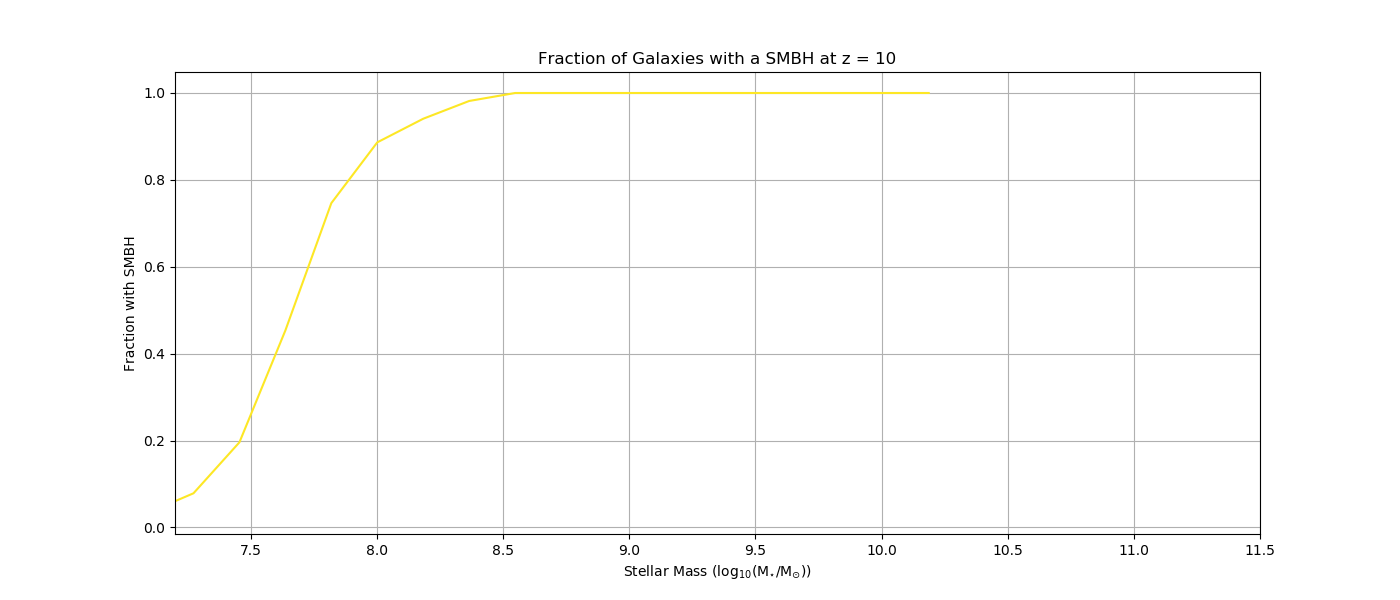 Fraction of Galaxies with a SMBH at z = 10
Fraction with SMBH
1.0
0.8
0.6
0.4
0.2
0.0
7.5 8.0 8.5 9.0 9.5 10.0 10.5 11.0 11.5
Stellar Mass (log₁₀(M⋆/M☉))